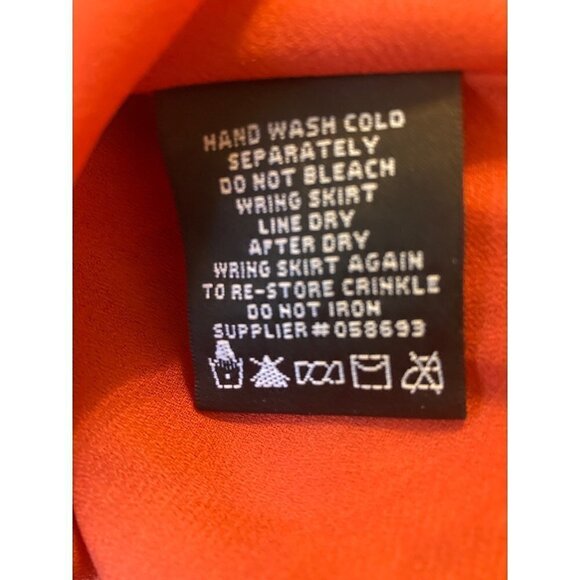 HAND WASH COLD
SEPARATELY
DO NOT BLEACH
WRING SKIRT
LINE DRY
AFTER DRY
WRING SKIRT AGAIN
TO RE-STORE CRINKLE
DO NOT IRON
SUPPLIER#058693